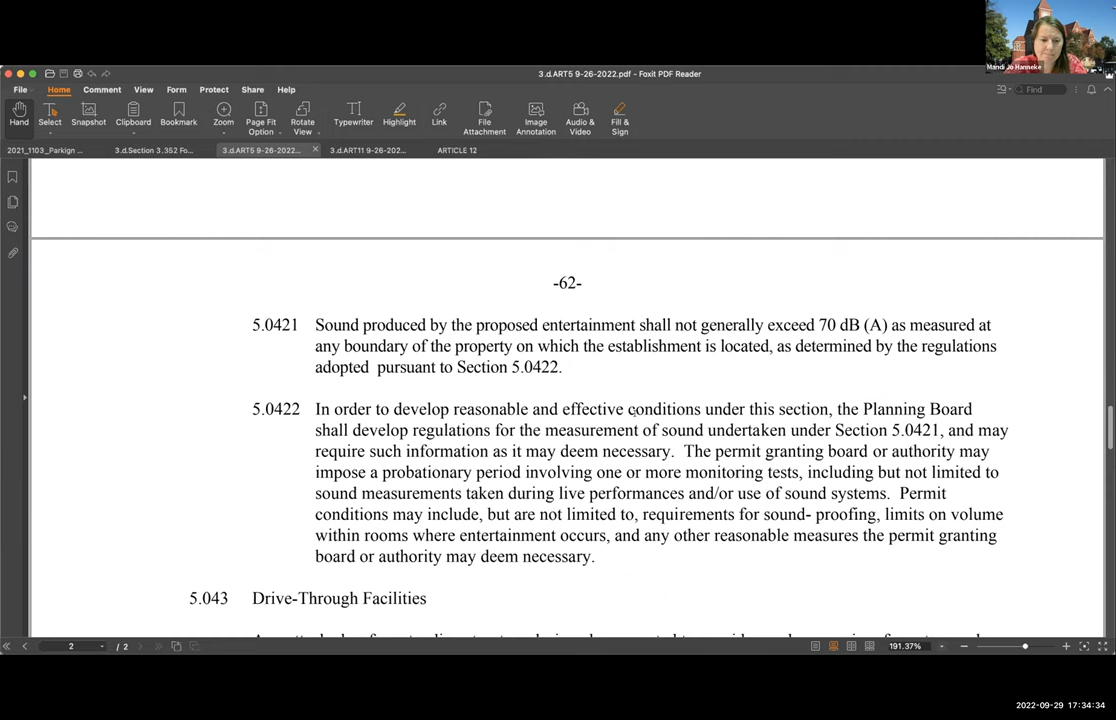 Mandi Jo Hanneke
3.d.ART5 9-26-2022.pdf - Foxit PDF Reader
File Home Comment View Form Protect Share Help
Find
Hand Select Snapshot Clipboard Bookmark Zoom Page Fit Option Rotate View Typewriter Highlight Link File Attachment Image Annotation Audio & Video Fill & Sign
2021_1103_Parkign ... 3.d.Section 3.352 Fo... 3.d.ART5 9-26-2022... 3.d.ART11 9-26-202... ARTICLE 12
-62-
5.0421 Sound produced by the proposed entertainment shall not generally exceed 70 dB (A) as measured at
any boundary of the property on which the establishment is located, as determined by the regulations
adopted pursuant to Section 5.0422.
5.0422 In order to develop reasonable and effective conditions under this section, the Planning Board
shall develop regulations for the measurement of sound undertaken under Section 5.0421, and may
require such information as it may deem necessary. The permit granting board or authority may
impose a probationary period involving one or more monitoring tests, including but not limited to
sound measurements taken during live performances and/or use of sound systems. Permit
conditions may include, but are not limited to, requirements for sound- proofing, limits on volume
within rooms where entertainment occurs, and any other reasonable measures the permit granting
board or authority may deem necessary.
5.043 Drive-Through Facilities
2 / 2
191.37%
2022-09-29 17:34:34